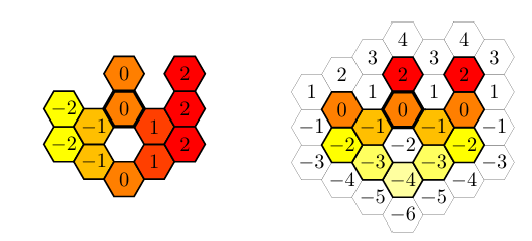 0 2
−2 0 2
−1 1
−2 2
−1 1
0
4 4
3 3 3
2 2 2
1 1 1 1
0 0 0
−1 −1 −1 −1
−2 −2 −2
−3 −3 −3 −3
−4 −4 −4
−5 −5
−6